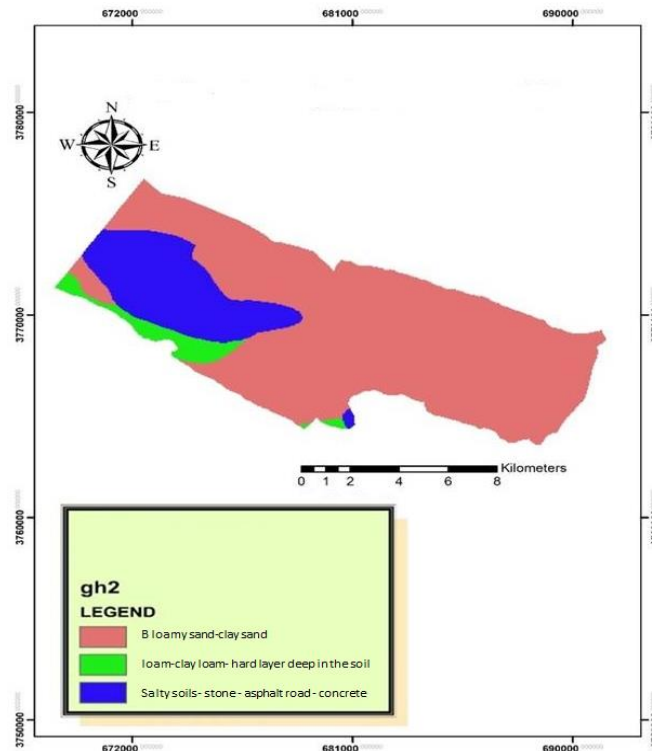 672000 681000 690000
3780000
N
W E
S
3770000
Kilometers
0 1 2 4 6 8
3760000
gh2
LEGEND
B loamy sand-clay sand
loam-clay loam- hard layer deep in the soil
Salty soils- stone - asphalt road - concrete
3750000
672000 681000 690000